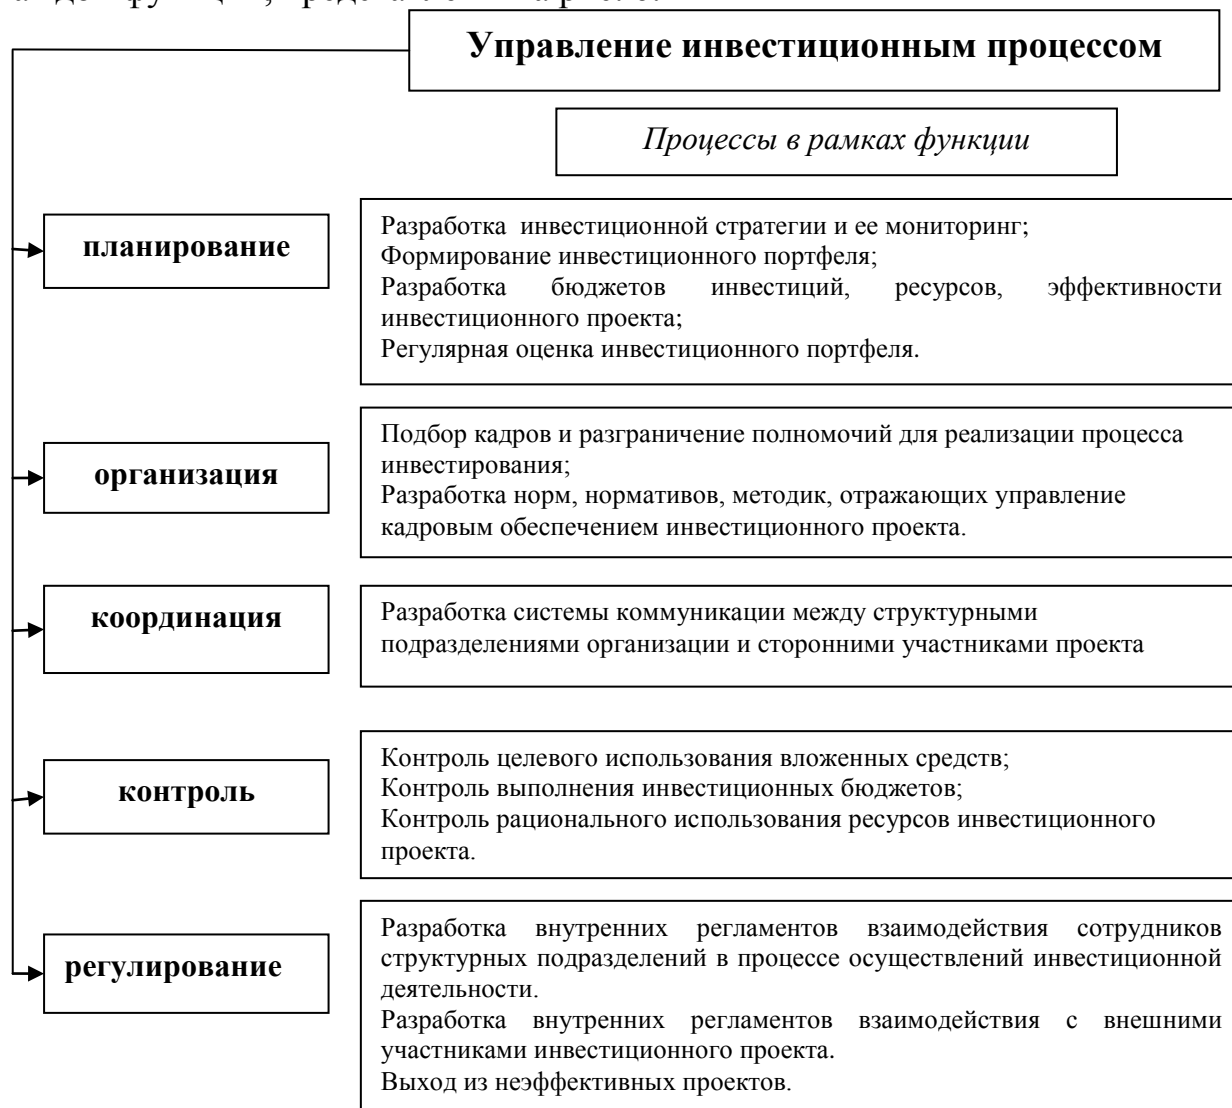 Управление инвестиционным процессом
Процессы в рамках функции
планирование
Разработка инвестиционной стратегии и ее мониторинг;
Формирование инвестиционного портфеля;
Разработка бюджетов инвестиций, ресурсов, эффективности
инвестиционного проекта;
Регулярная оценка инвестиционного портфеля.
организация
Подбор кадров и разграничение полномочий для реализации процесса
инвестирования;
Разработка норм, нормативов, методик, отражающих управление
кадровым обеспечением инвестиционного проекта.
координация
Разработка системы коммуникации между структурными
подразделениями организации и сторонними участниками проекта
контроль
Контроль целевого использования вложенных средств;
Контроль выполнения инвестиционных бюджетов;
Контроль рационального использования ресурсов инвестиционного
проекта.
регулирование
Разработка внутренних регламентов взаимодействия сотрудников
структурных подразделений в процессе осуществлений инвестиционной
деятельности.
Разработка внутренних регламентов взаимодействия с внешними
участниками инвестиционного проекта.
Выход из неэффективных проектов.